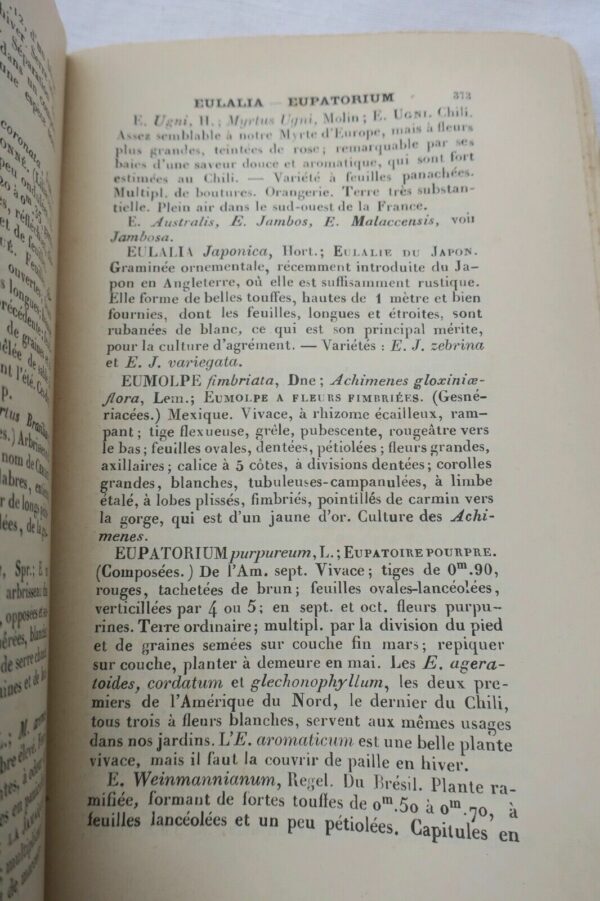 EULALIA — EUPATORIUM 373
E. Ugni, H.; Myrtus Ugni, Molin; E. UGNI. Chili.
Assez semblable à notre Myrte d'Europe, mais à fleurs
plus grandes, teintées de rose; remarquable par ses
baies d'une saveur douce et aromatique, qui sont fort
estimées au Chili. — Variété à feuilles panachées.
Multipl. de boutures. Orangerie. Terre très substan-
tielle. Plein air dans le sud-ouest de la France.
E. Australis, E. Jambos, E. Malaccensis, voir
Jambosa.
EULALIA Japonica, Hort.; EULALIE DU JAPON.
Graminée ornementale, récemment introduite du Ja-
pon en Angleterre, où elle est suffisamment rustique.
Elle forme de belles touffes, hautes de 1 mètre et bien
fournies, dont les feuilles, longues et étroites, sont
rubanées de blanc, ce qui est son principal mérite,
pour la culture d'agrément. — Variétés : E. J. zebrina
et E. J. variegata.
EUMOLPE fimbriata, Dne; Achimenes gloxiniæ-
flora, Lem.; EUMOLPE A FLEURS FIMBRIÉES. (Gesné-
riacées.) Mexique. Vivace, à rhizome écailleux, ram-
pant; tige flexueuse, grêle, pubescente, rougeâtre vers
le bas; feuilles ovales, dentées, pétiolées; fleurs grandes,
axillaires; calice à 5 côtes, à divisions dentées; corolles
grandes, blanches, tubuleuses-campanulées, à limbe
étalé, à lobes plissés, fimbriés, pointillés de carmin vers
la gorge, qui est d'un jaune d'or. Culture des Achi-
menes.
EUPATORIUM purpureum, L.; EUPATOIRE POURPRE.
(Composées.) De l'Am. sept. Vivace; tiges de 0m.90,
rouges, tachetées de brun; feuilles ovales-lancéolées,
verticillées par 4 ou 5; en sept. et oct. fleurs purpu-
rines. Terre ordinaire; multipl. par la division du pied
et de graines semées sur couche fin mars; repiquer
sur couche, planter à demeure en mai. Les E. agera-
toides, cordatum et glechonophyllum, les deux pre-
miers de l'Amérique du Nord, le dernier du Chili,
tous trois à fleurs blanches, servent aux mêmes usages
dans nos jardins. L'E. aromaticum est une belle plante
vivace, mais il faut la couvrir de paille en hiver.
E. Weinmannianum, Regel. Du Brésil. Plante ra-
mifiée, formant de fortes touffes de 0m.50 à 0m.70, à
feuilles lancéolées et un peu pétiolées. Capitules en